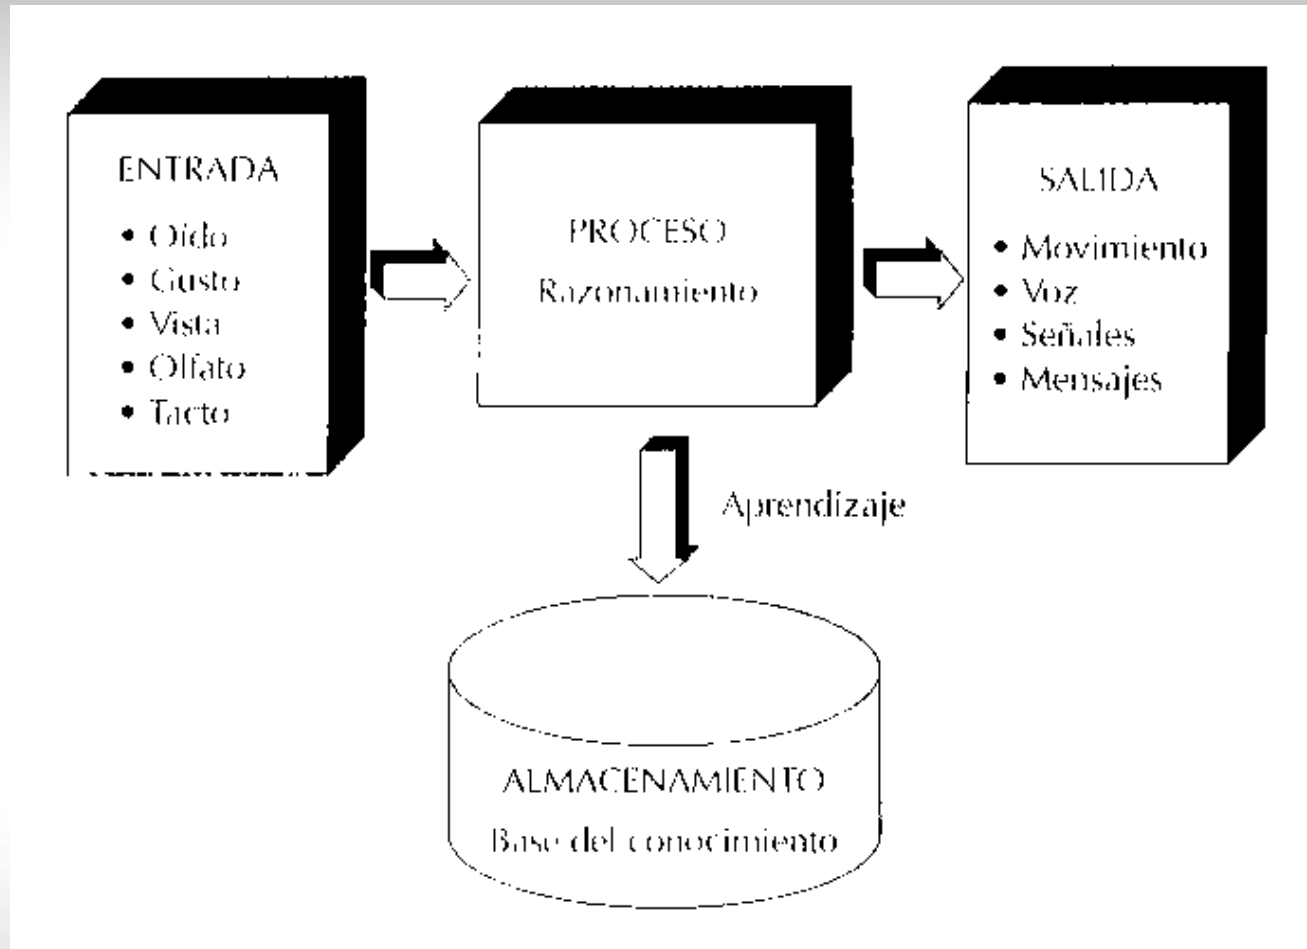 ENTRADA
• Oído
• Gusto
• Vista
• Olfato
• Tacto
PROCESO
Razonamiento
SALIDA
• Movimiento
• Voz
• Señales
• Mensajes
Aprendizaje
ALMACENAMIENTO
Base del conocimiento